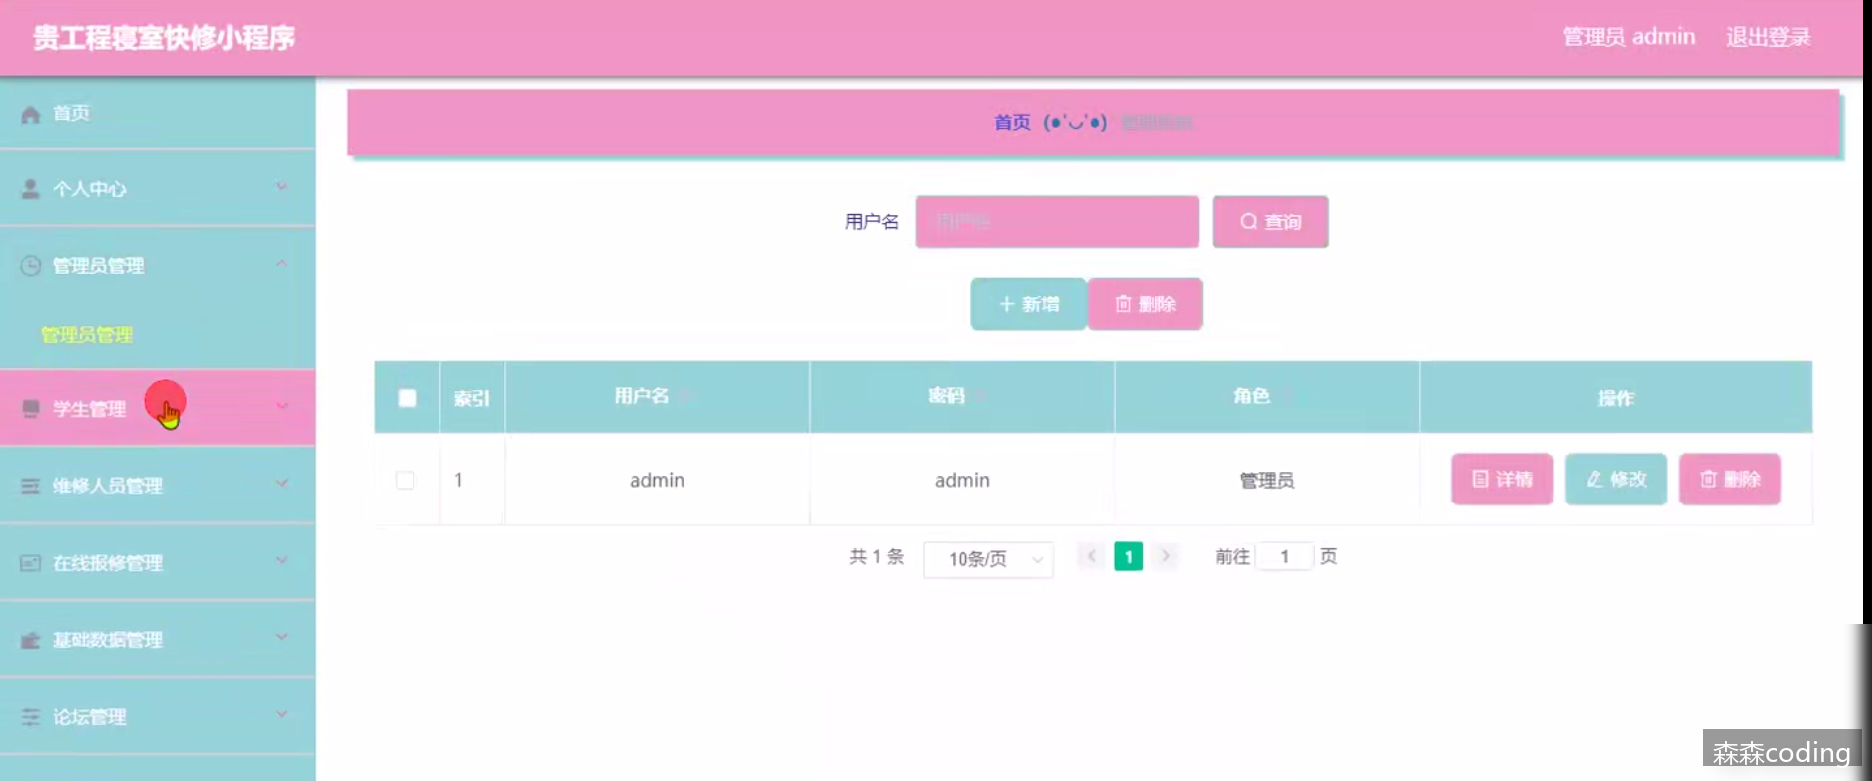 贵工程寝室快修小程序
管理员 admin
退出登录
首页
个人中心
管理员管理
管理员管理
学生管理
维修人员管理
在线报修管理
基础数据管理
论坛管理
首页 (●'◡'●)
用户名 用户名 查询
新增 删除
索引 用户名 密码 角色 操作
1 admin admin 管理员 详情 修改 删除
共 1 条 10条/页 1 前往 1 页
森森coding